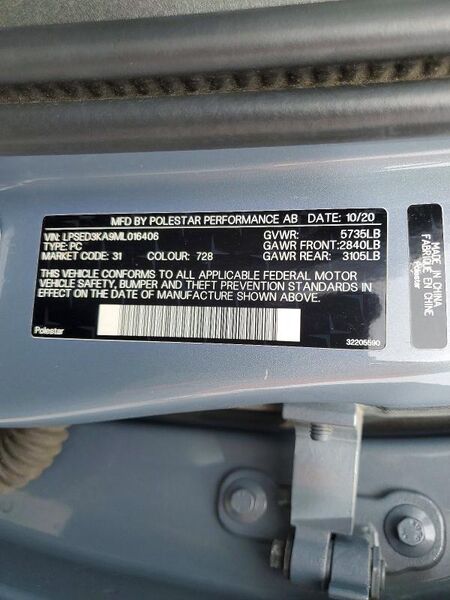 MFD BY POLESTAR PERFORMANCE AB DATE: 10/20
VIN: LPSED3KA9ML016406 GVWR: 5735LB
TYPE: PC GAWR FRONT: 2840LB
MARKET CODE: 31 COLOUR: 728 GAWR REAR: 3105LB
THIS VEHICLE CONFORMS TO ALL APPLICABLE FEDERAL MOTOR
VEHICLE SAFETY, BUMPER AND THEFT PREVENTION STANDARDS IN
EFFECT ON THE DATE OF MANUFACTURE SHOWN ABOVE.
Polestar 32205590
MADE IN CHINA
FABRIQUÉ EN CHINE
Polestar